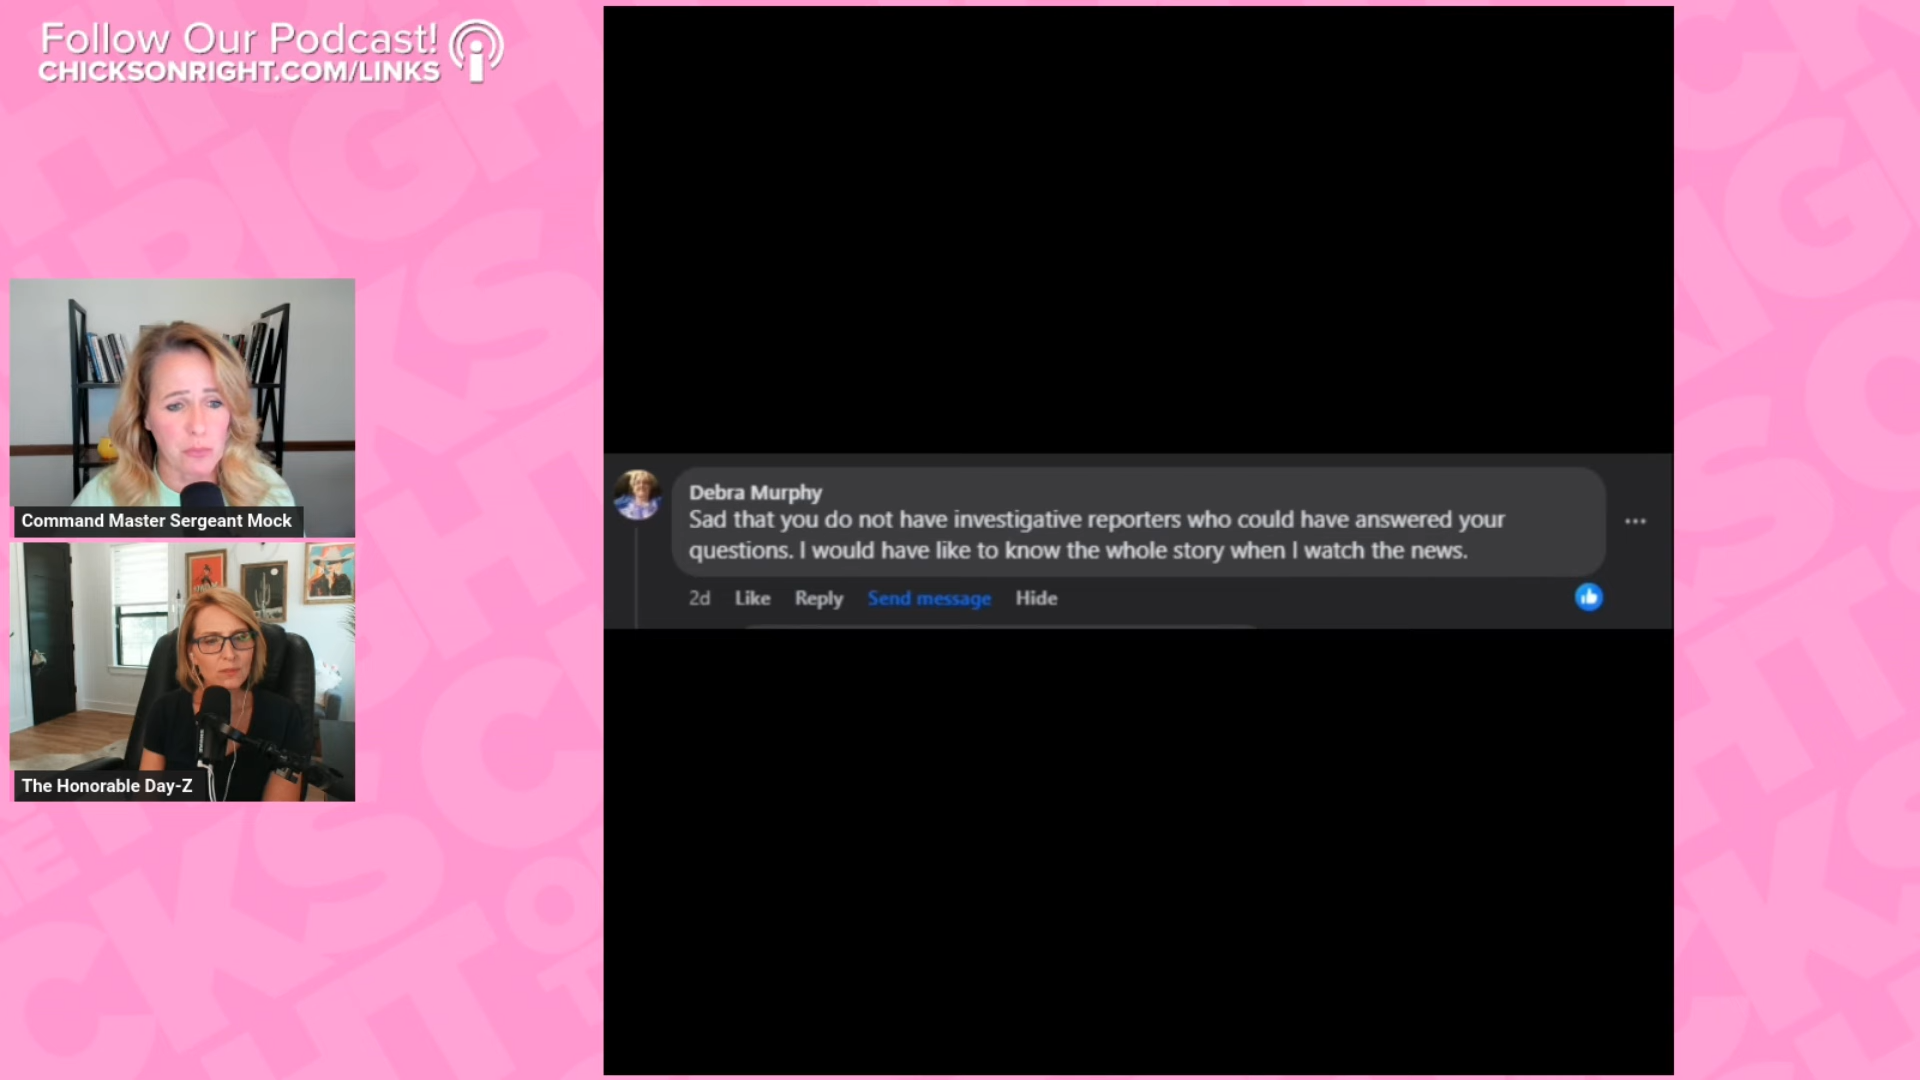 Follow Our Podcast!
CHICKSONRIGHT.COM/LINKS
Command Master Sergeant Mock
The Honorable Day-Z
Debra Murphy
Sad that you do not have investigative reporters who could have answered your
questions. I would have like to know the whole story when I watch the news.
2d Like Reply Send message Hide